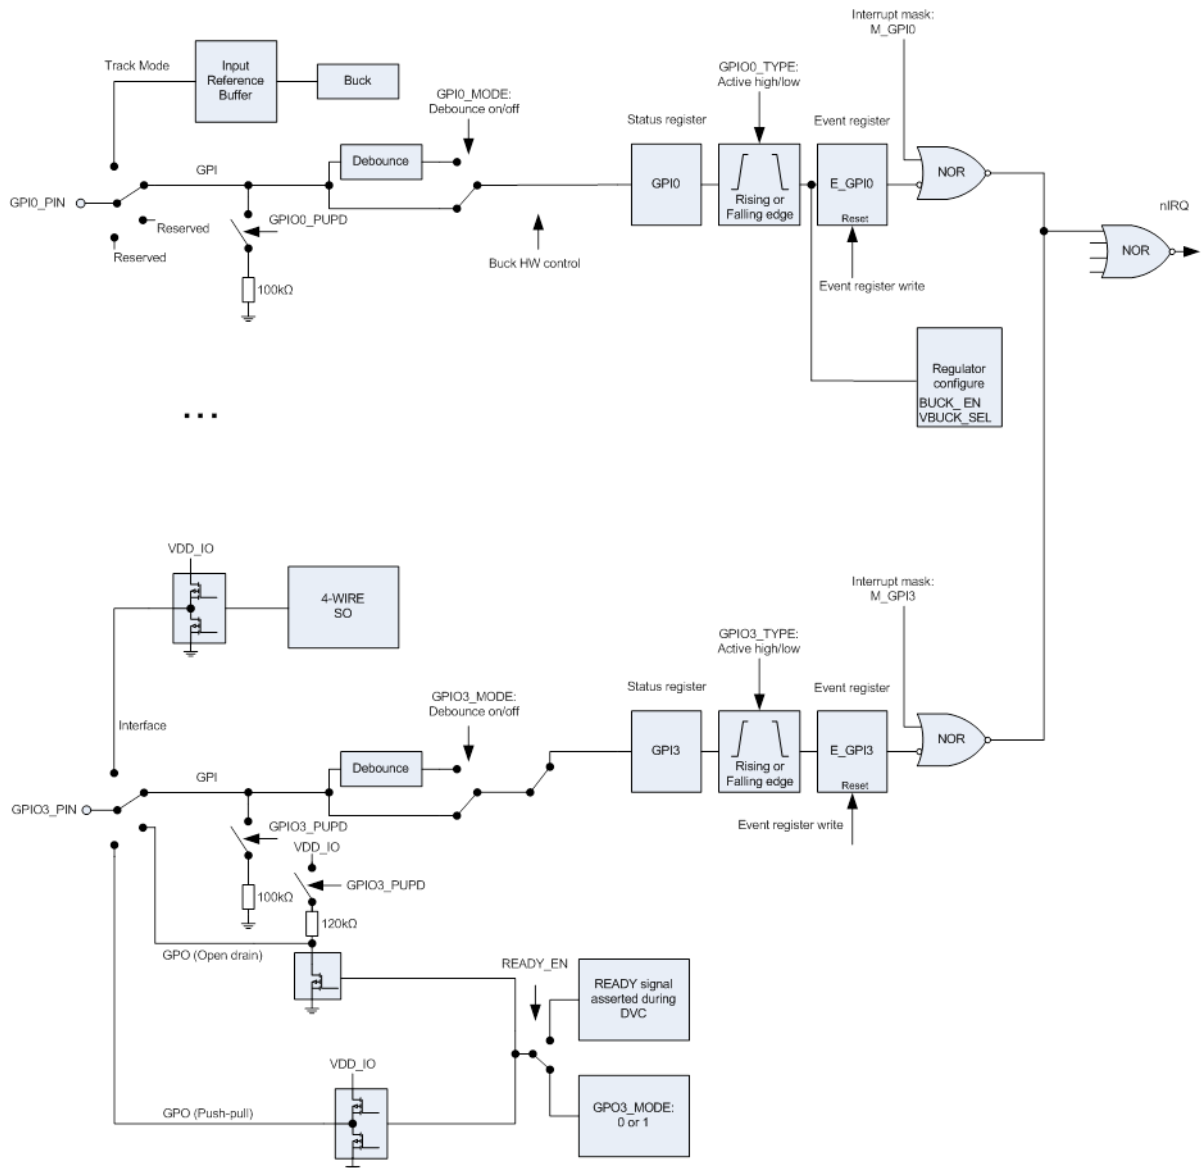 Interrupt mask:
M_GPI0
Track Mode
Input
Reference
Buffer
Buck
GPIO0_TYPE:
Active high/low
GPI0_MODE:
Debounce on/off
Status register
Event register
Debounce
GPI
GPI0
Rising or
Falling edge
E_GPI0
Reset
NOR
GPI0_PIN
Reserved
Reserved
GPIO0_PUPD
100kΩ
Buck HW control
Event register write
nIRQ
NOR
Regulator
configure
BUCK_EN
VBUCK_SEL
...
VDD_IO
4-WIRE
SO
Interrupt mask:
M_GPI3
GPIO3_TYPE:
Active high/low
GPIO3_MODE:
Debounce on/off
Status register
Event register
Interface
Debounce
GPI
GPI3
Rising or
Falling edge
E_GPI3
Reset
NOR
GPIO3_PIN
Event register write
GPIO3_PUPD
VDD_IO
GPIO3_PUPD
100kΩ
120kΩ
GPO (Open drain)
READY_EN
READY signal
asserted during
DVC
VDD_IO
GPO (Push-pull)
GPO3_MODE:
0 or 1